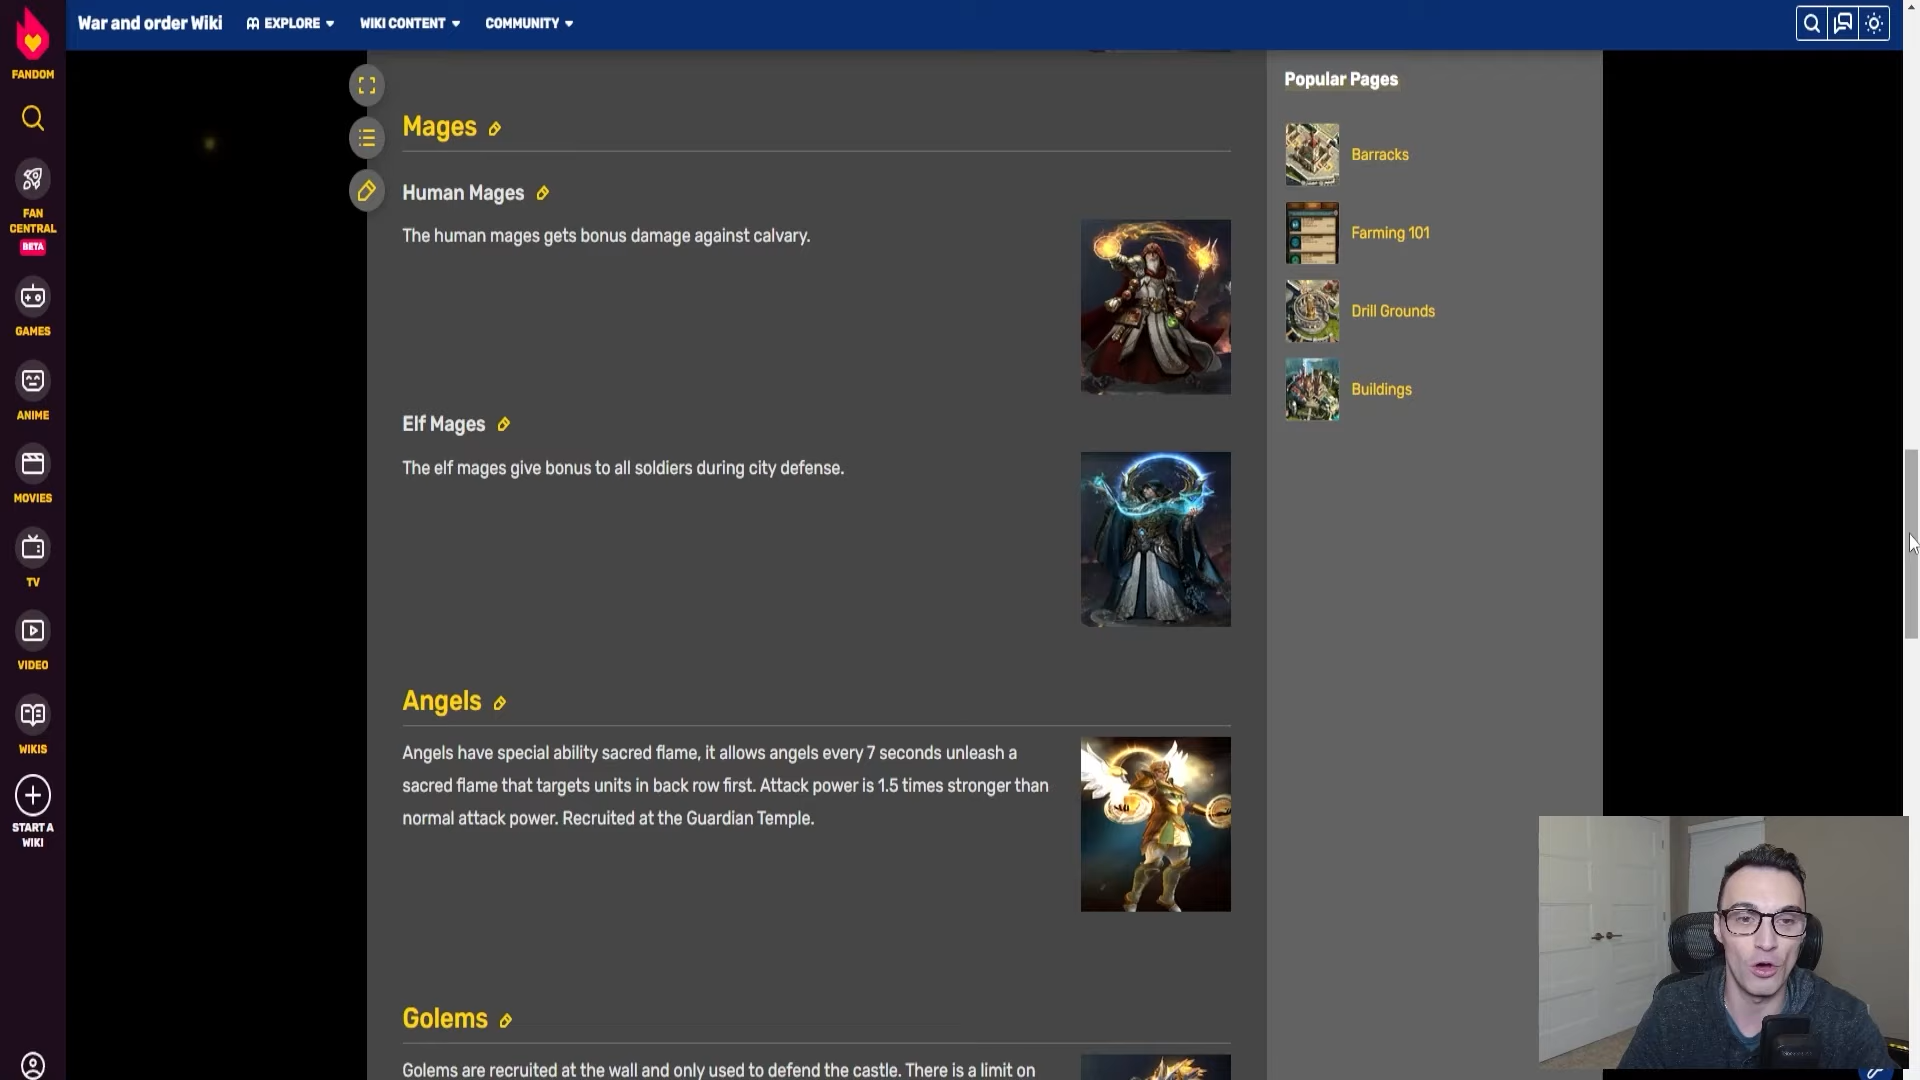 War and order Wiki
EXPLORE
WIKI CONTENT
COMMUNITY
FANDOM
FAN
CENTRAL
BETA
GAMES
ANIME
MOVIES
TV
VIDEO
WIKIS
START A
WIKI
Mages
Human Mages
The human mages gets bonus damage against calvary.
Elf Mages
The elf mages give bonus to all soldiers during city defense.
Angels
Angels have special ability sacred flame, it allows angels every 7 seconds unleash a
sacred flame that targets units in back row first. Attack power is 1.5 times stronger than
normal attack power. Recruited at the Guardian Temple.
Golems
Golems are recruited at the wall and only used to defend the castle. There is a limit on
Popular Pages
Barracks
Farming 101
Drill Grounds
Buildings